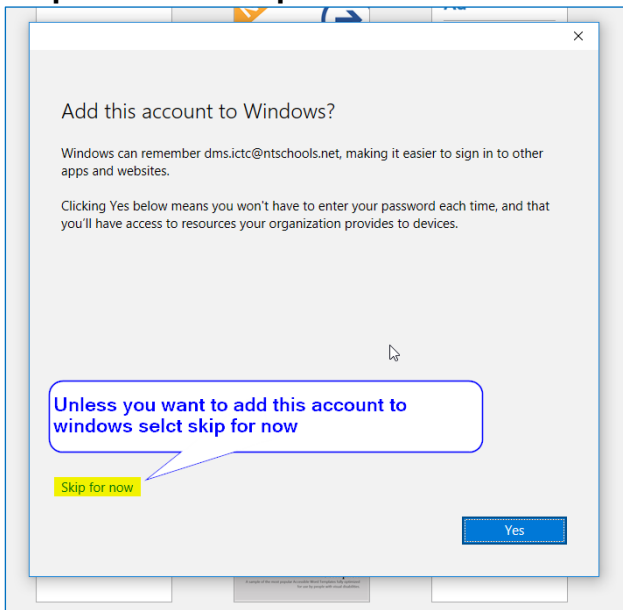 Add this account to Windows?
Windows can remember dms.ictc@ntschools.net, making it easier to sign in to other
apps and websites.
Clicking Yes below means you won't have to enter your password each time, and that
you'll have access to resources your organization provides to devices.
Unless you want to add this account to
windows selct skip for now
Skip for now
Yes